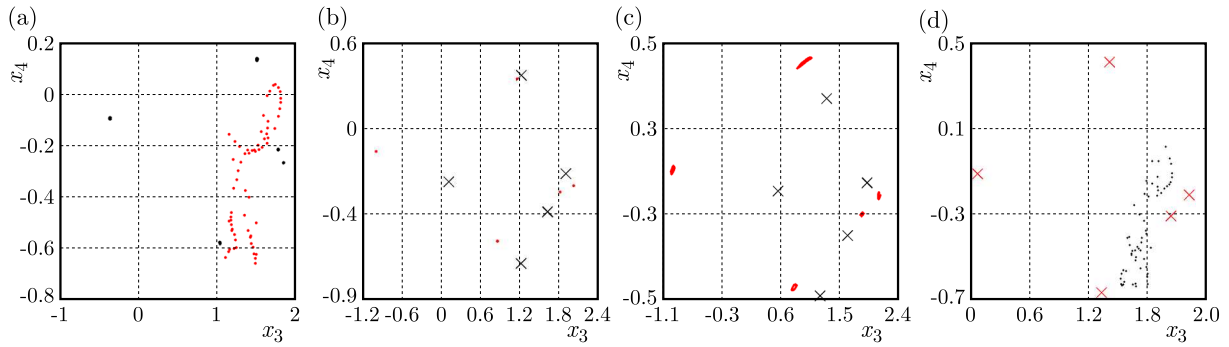 (a) (b) (c) (d)
x₄ x₄ x₄ x₄
0.2 0.6 0.5 0.5
0 0 0.3 0.1
-0.2
-0.4 -0.4 -0.3 -0.3
-0.6
-0.8 -0.9 -0.5 -0.7
-1 0 1 2 -1.2 -0.6 0 0.6 1.2 1.8 2.4 -1.1 -0.3 0.6 1.5 2.4 0 0.6 1.2 1.8 2.0
x₃ x₃ x₃ x₃